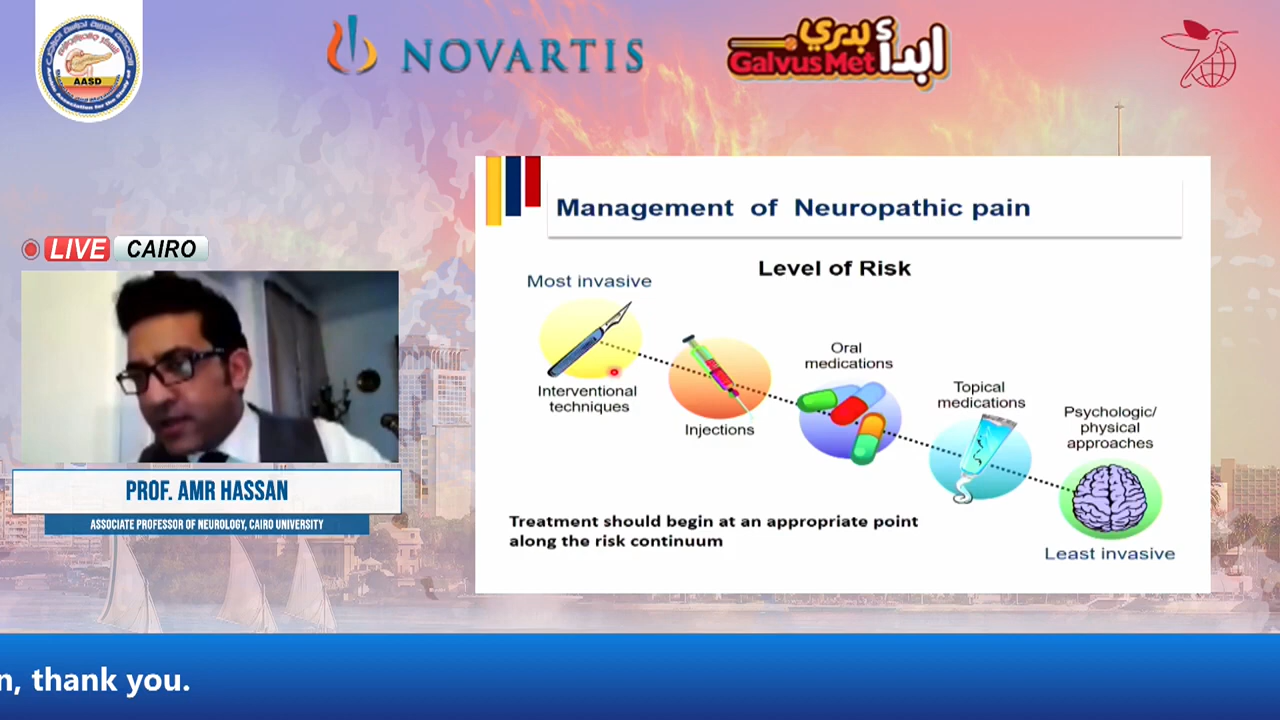 AASD
NOVARTIS
ابدأ بدري
GalvusMet
LIVE CAIRO
PROF. AMR HASSAN
ASSOCIATE PROFESSOR OF NEUROLOGY, CAIRO UNIVERSITY
Management of Neuropathic pain
Level of Risk
Most invasive
Interventional
techniques
Injections
Oral
medications
Topical
medications
Psychologic/
physical
approaches
Least invasive
Treatment should begin at an appropriate point
along the risk continuum
n, thank you.